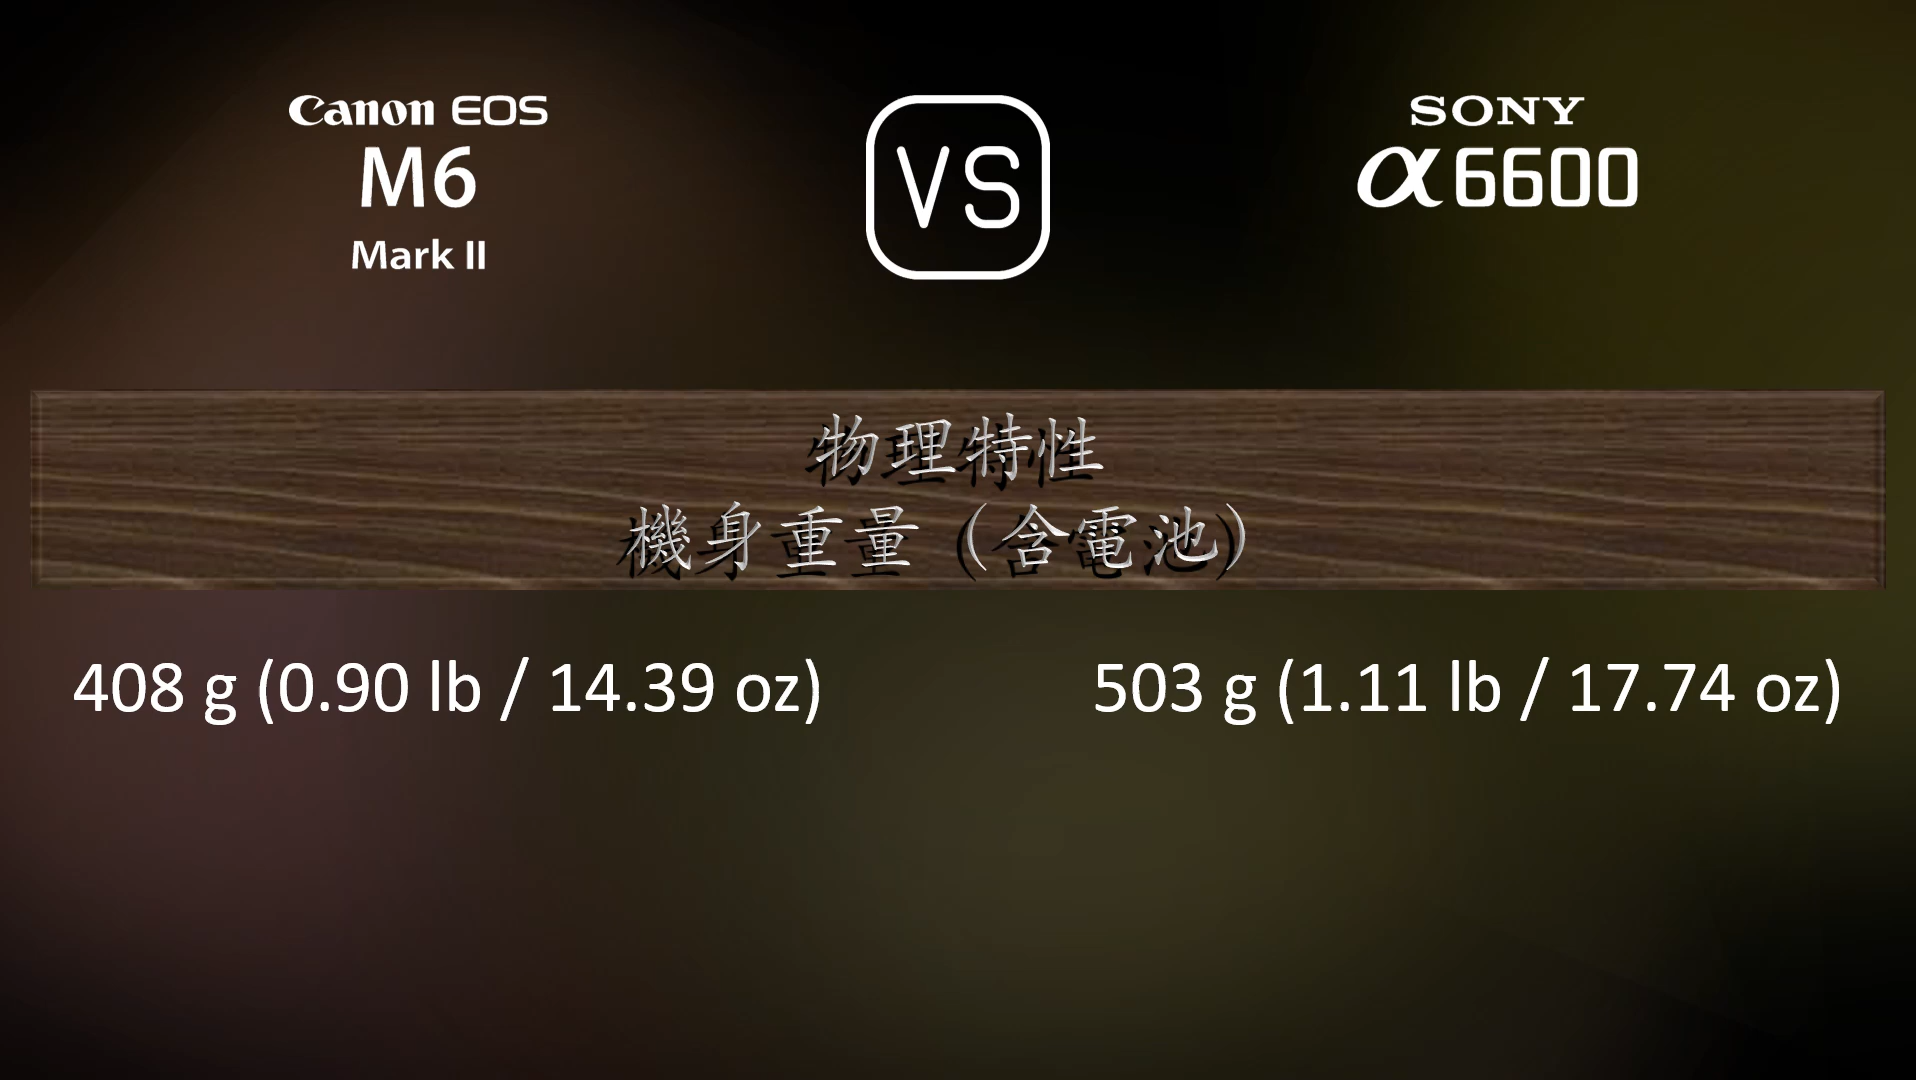 Canon EOS
M6
Mark II
VS
SONY
α6600
物理特性
機身重量（含電池）
408 g (0.90 lb / 14.39 oz)
503 g (1.11 lb / 17.74 oz)